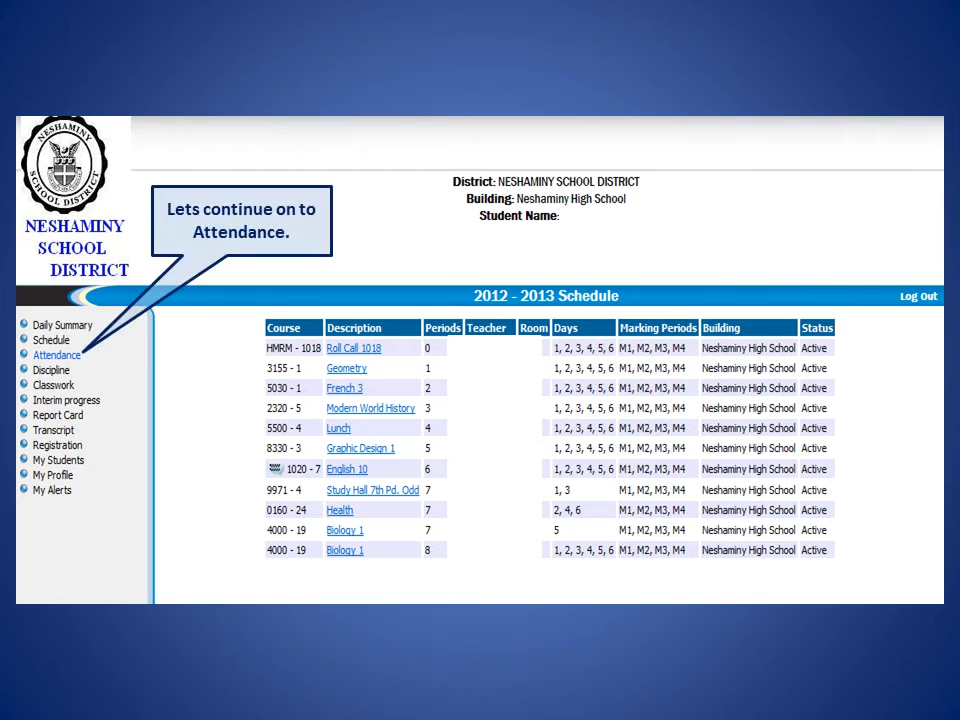 NESHAMINY
SCHOOL DISTRICT
NESHAMINY
SCHOOL
DISTRICT
Lets continue on to
Attendance.
District: NESHAMINY SCHOOL DISTRICT
Building: Neshaminy High School
Student Name:
2012 - 2013 Schedule
Log Out
Daily Summary
Schedule
Attendance
Discipline
Classwork
Interim progress
Report Card
Transcript
Registration
My Students
My Profile
My Alerts
Course Description Periods Teacher Room Days Marking Periods Building Status
HMRM - 1018 Roll Call 1018 0 1, 2, 3, 4, 5, 6 M1, M2, M3, M4 Neshaminy High School Active
3155 - 1 Geometry 1 1, 2, 3, 4, 5, 6 M1, M2, M3, M4 Neshaminy High School Active
5030 - 1 French 3 2 1, 2, 3, 4, 5, 6 M1, M2, M3, M4 Neshaminy High School Active
2320 - 5 Modern World History 3 1, 2, 3, 4, 5, 6 M1, M2, M3, M4 Neshaminy High School Active
5500 - 4 Lunch 4 1, 2, 3, 4, 5, 6 M1, M2, M3, M4 Neshaminy High School Active
8330 - 3 Graphic Design 1 5 1, 2, 3, 4, 5, 6 M1, M2, M3, M4 Neshaminy High School Active
1020 - 7 English 10 6 1, 2, 3, 4, 5, 6 M1, M2, M3, M4 Neshaminy High School Active
9971 - 4 Study Hall 7th Pd. Odd 7 1, 3 M1, M2, M3, M4 Neshaminy High School Active
0160 - 24 Health 7 2, 4, 6 M1, M2, M3, M4 Neshaminy High School Active
4000 - 19 Biology 1 7 5 M1, M2, M3, M4 Neshaminy High School Active
4000 - 19 Biology 1 8 1, 2, 3, 4, 5, 6 M1, M2, M3, M4 Neshaminy High School Active